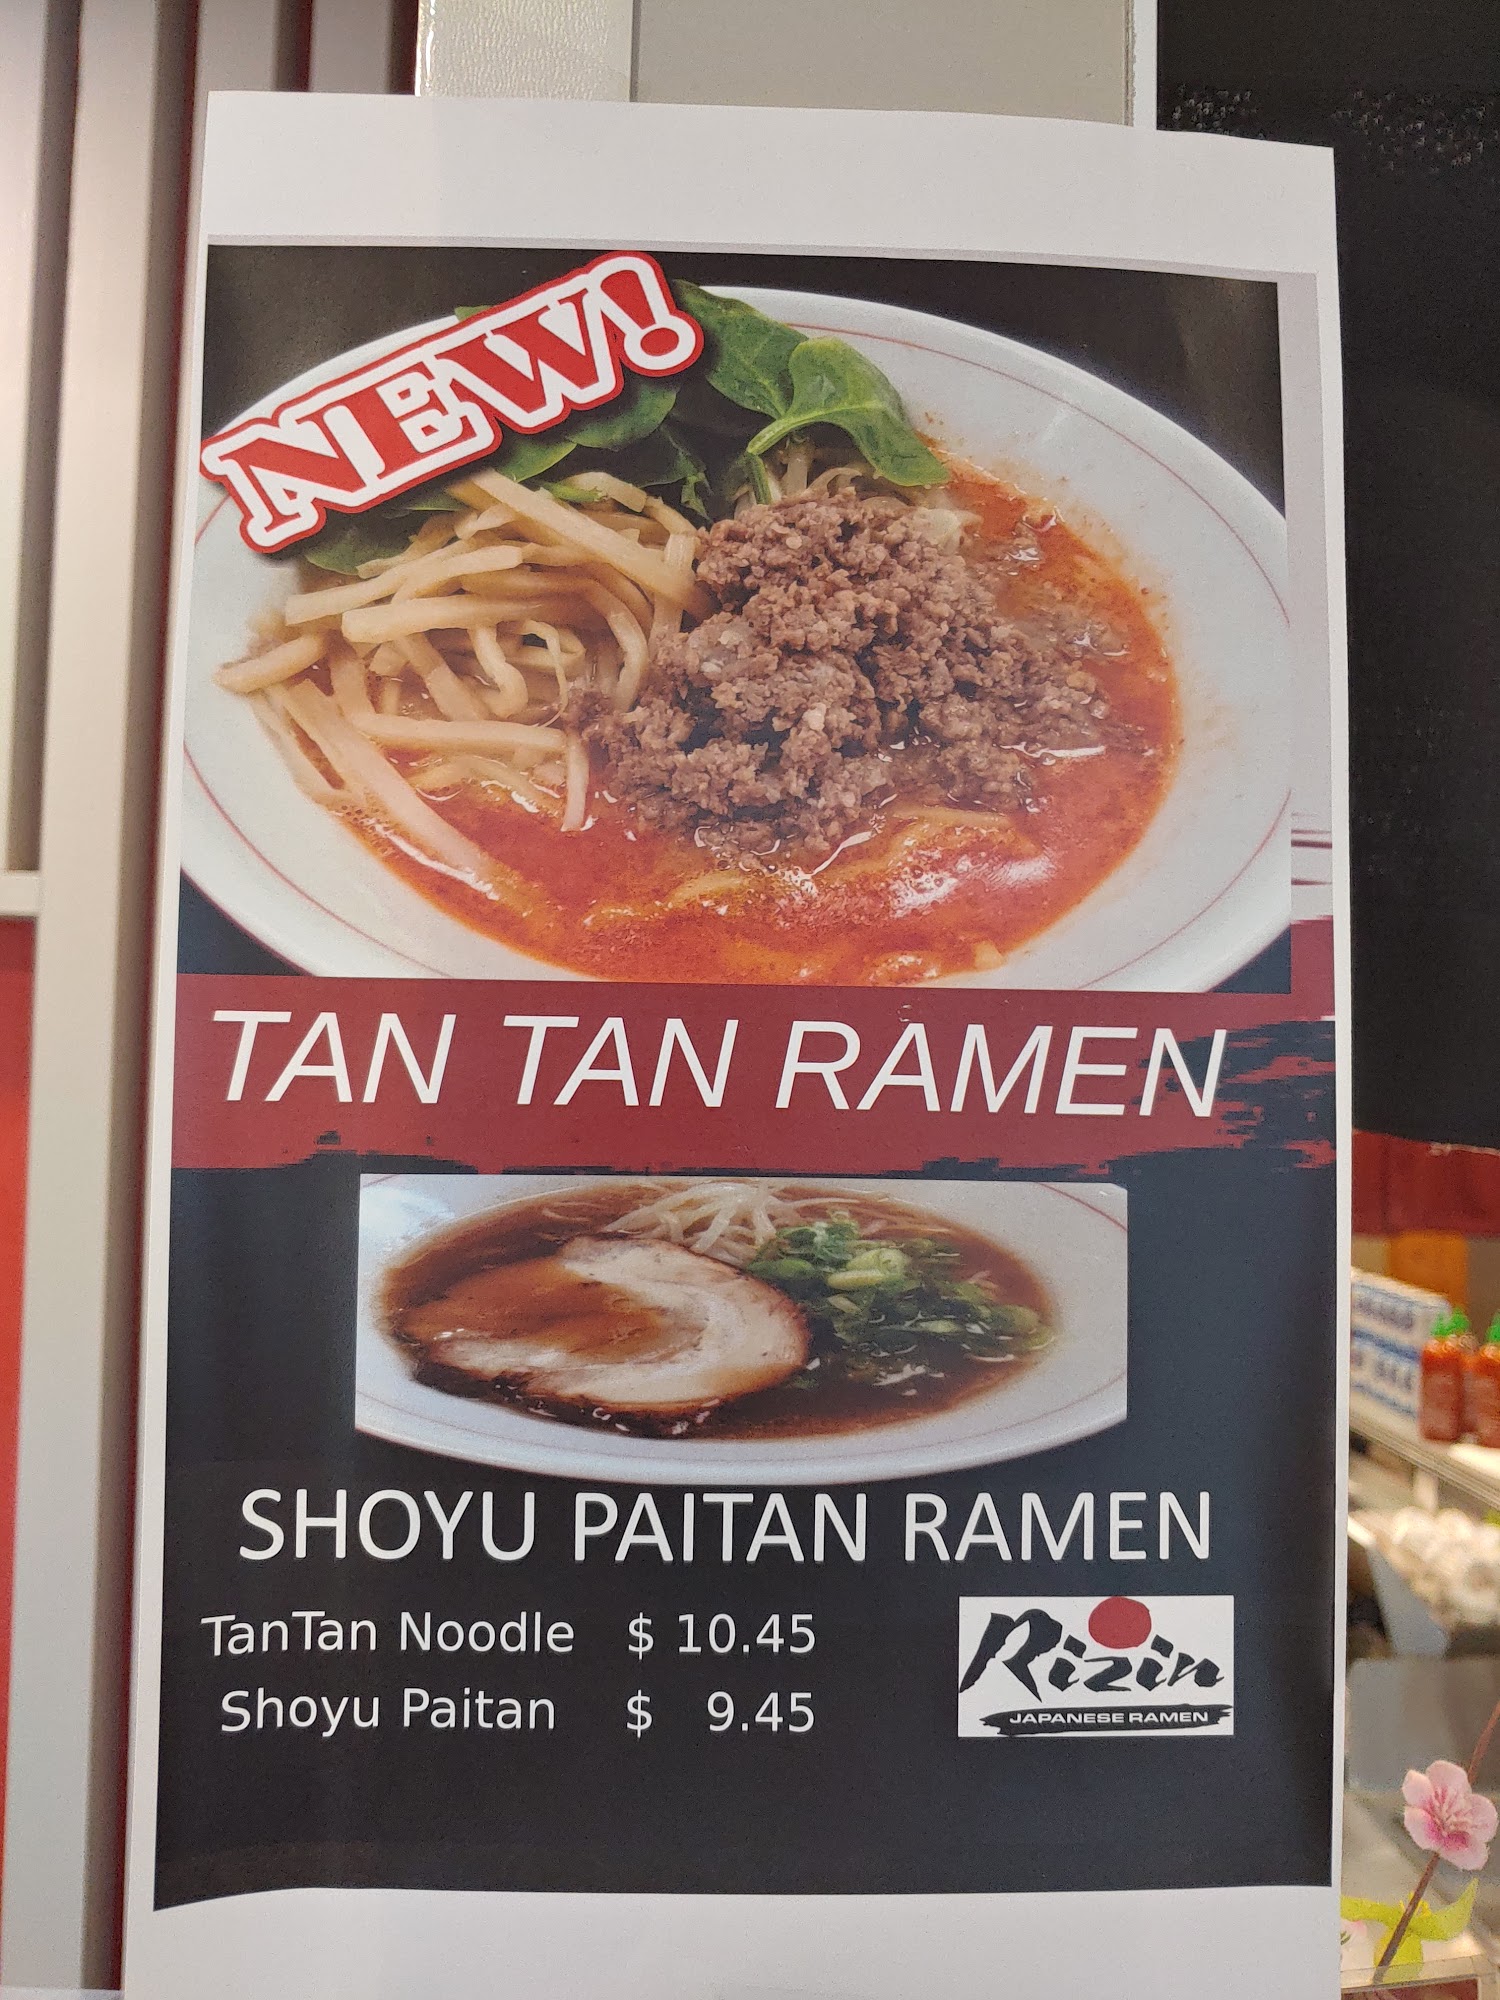 NEW!
TAN TAN RAMEN
SHOYU PAITAN RAMEN
TanTan Noodle $ 10.45
Shoyu Paitan $ 9.45
Rizin
JAPANESE RAMEN